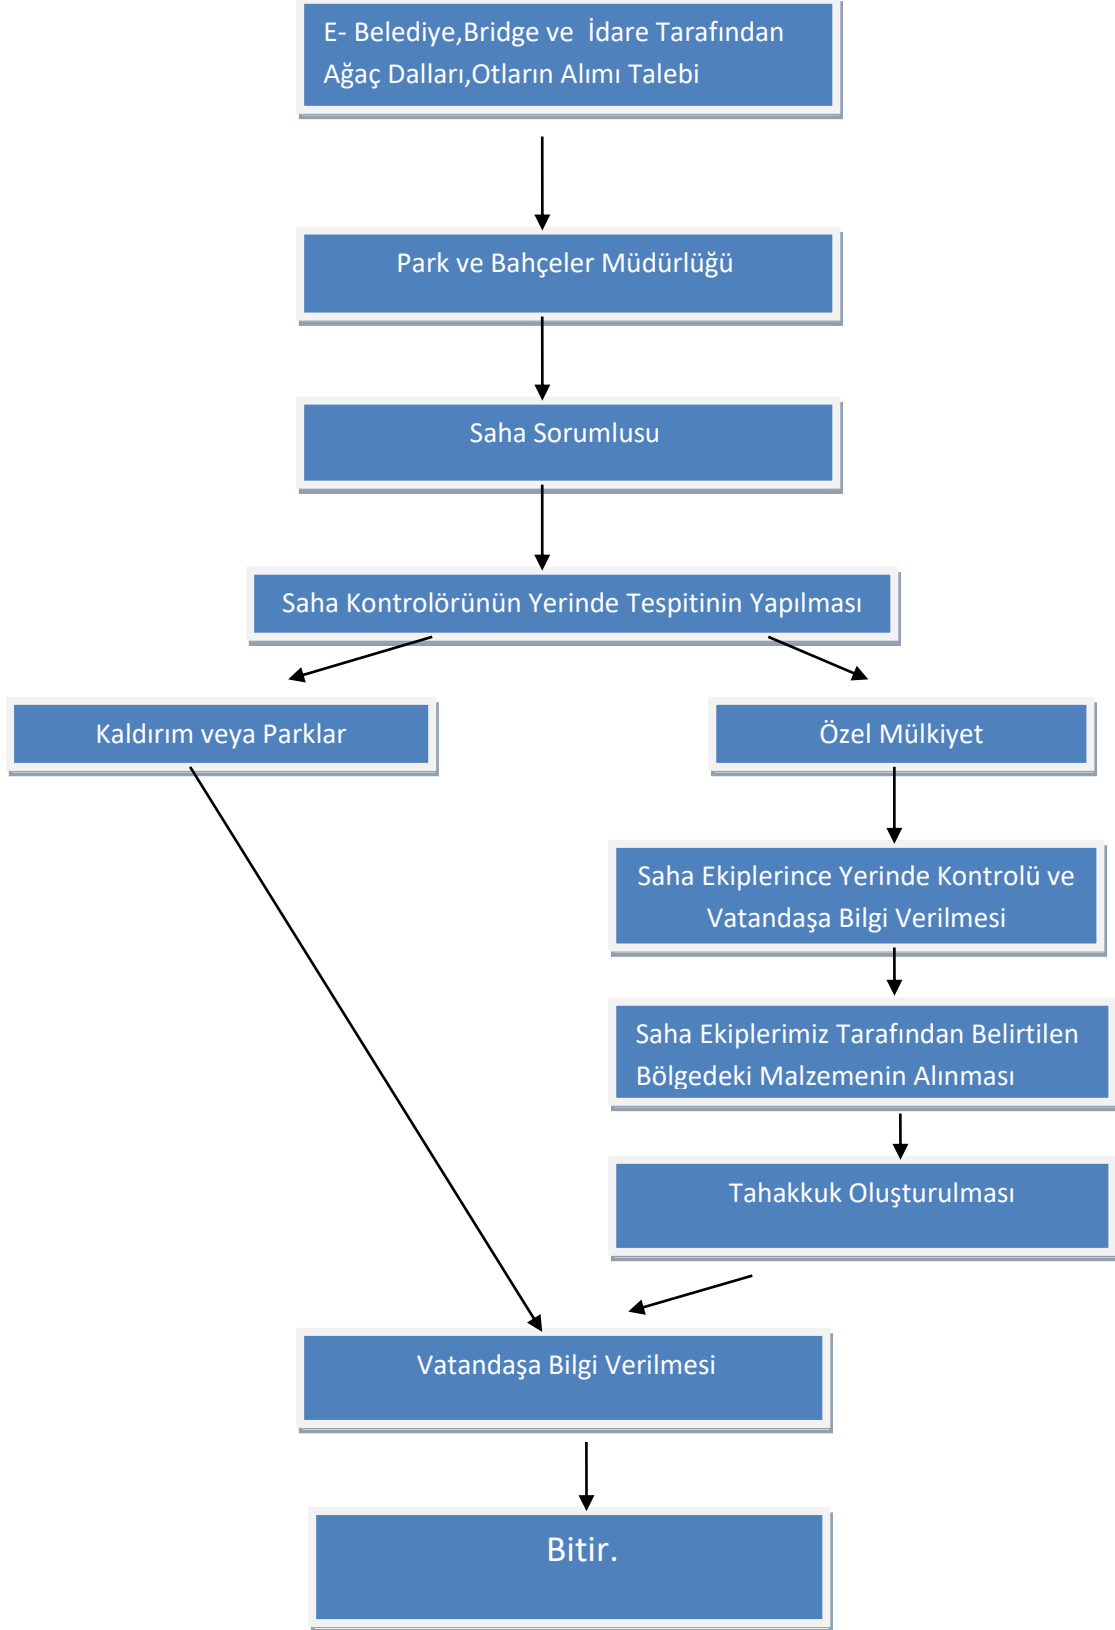 E- Belediye,Bridge ve İdare Tarafından
Ağaç Dalları,Otların Alımı Talebi
Park ve Bahçeler Müdürlüğü
Saha Sorumlusu
Saha Kontrolörünün Yerinde Tespitinin Yapılması
Kaldırım veya Parklar
Özel Mülkiyet
Saha Ekiplerince Yerinde Kontrolü ve
Vatandaşa Bilgi Verilmesi
Saha Ekiplerimiz Tarafından Belirtilen
Bölgedeki Malzemenin Alınması
Tahakkuk Oluşturulması
Vatandaşa Bilgi Verilmesi
Bitir.